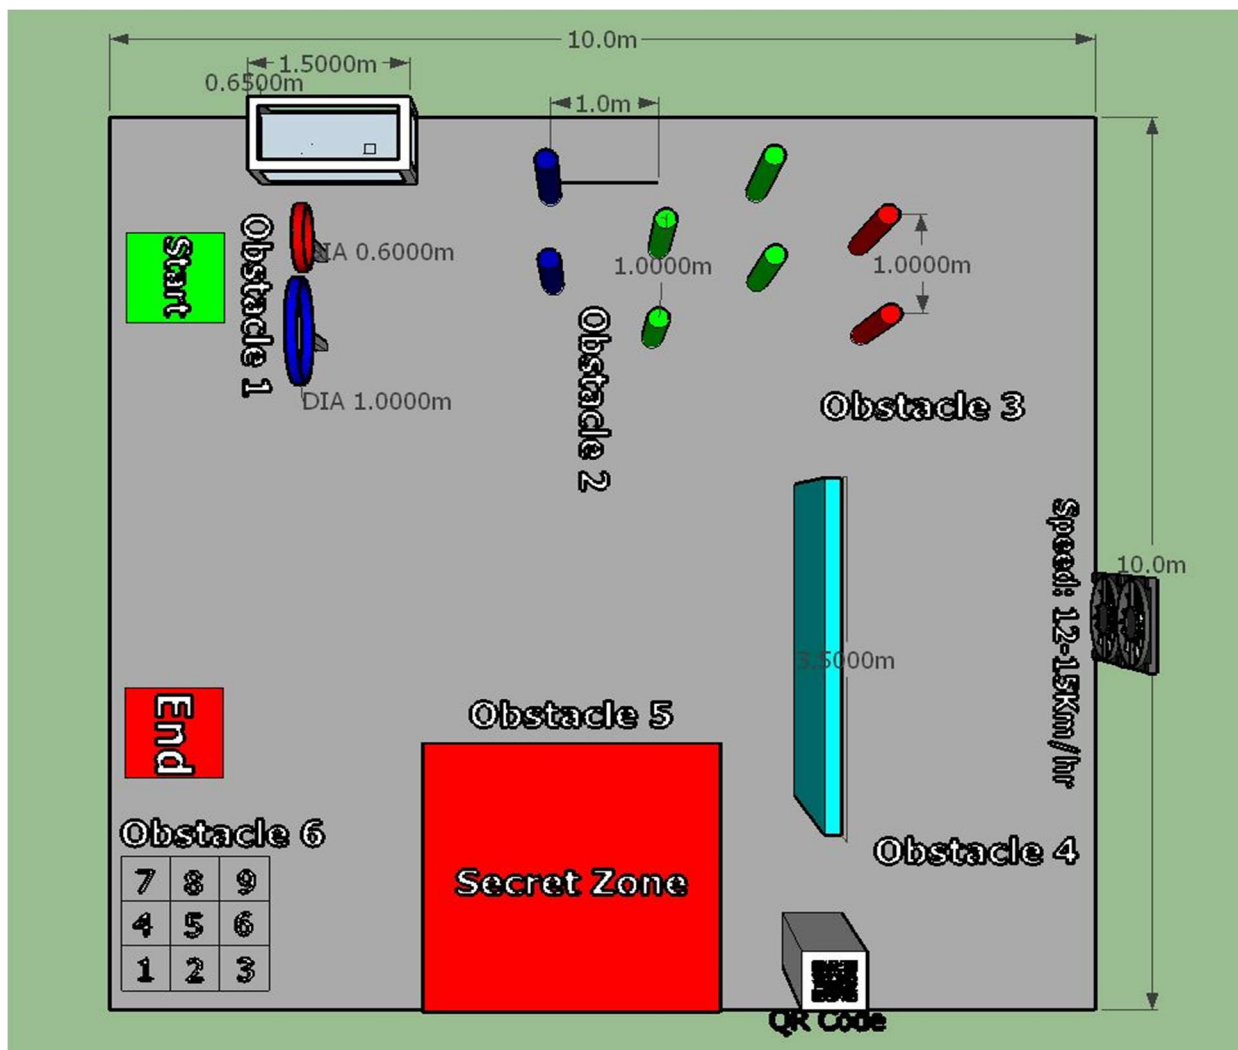 10.0m
1.5000m
0.6500m
1.0m
Start
Obstacle 1
IA 0.6000m
DIA 1.0000m
1.0000m
Obstacle 2
1.0000m
Obstacle 3
Speed: 12-15Km/hr
10.0m
3.5000m
End
Obstacle 5
Secret Zone
Obstacle 4
Obstacle 6
7 8 9
4 5 6
1 2 3
QR Code